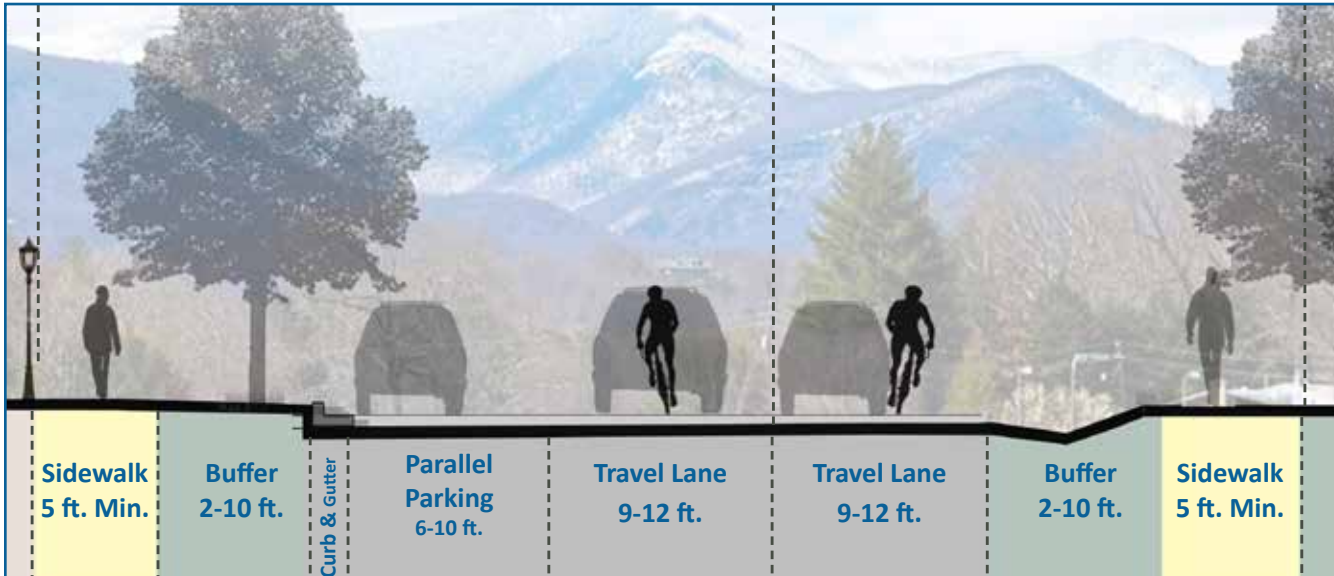 Sidewalk
5 ft. Min.
Buffer
2-10 ft.
Curb & Gutter
Parallel
Parking
6-10 ft.
Travel Lane
9-12 ft.
Travel Lane
9-12 ft.
Buffer
2-10 ft.
Sidewalk
5 ft. Min.